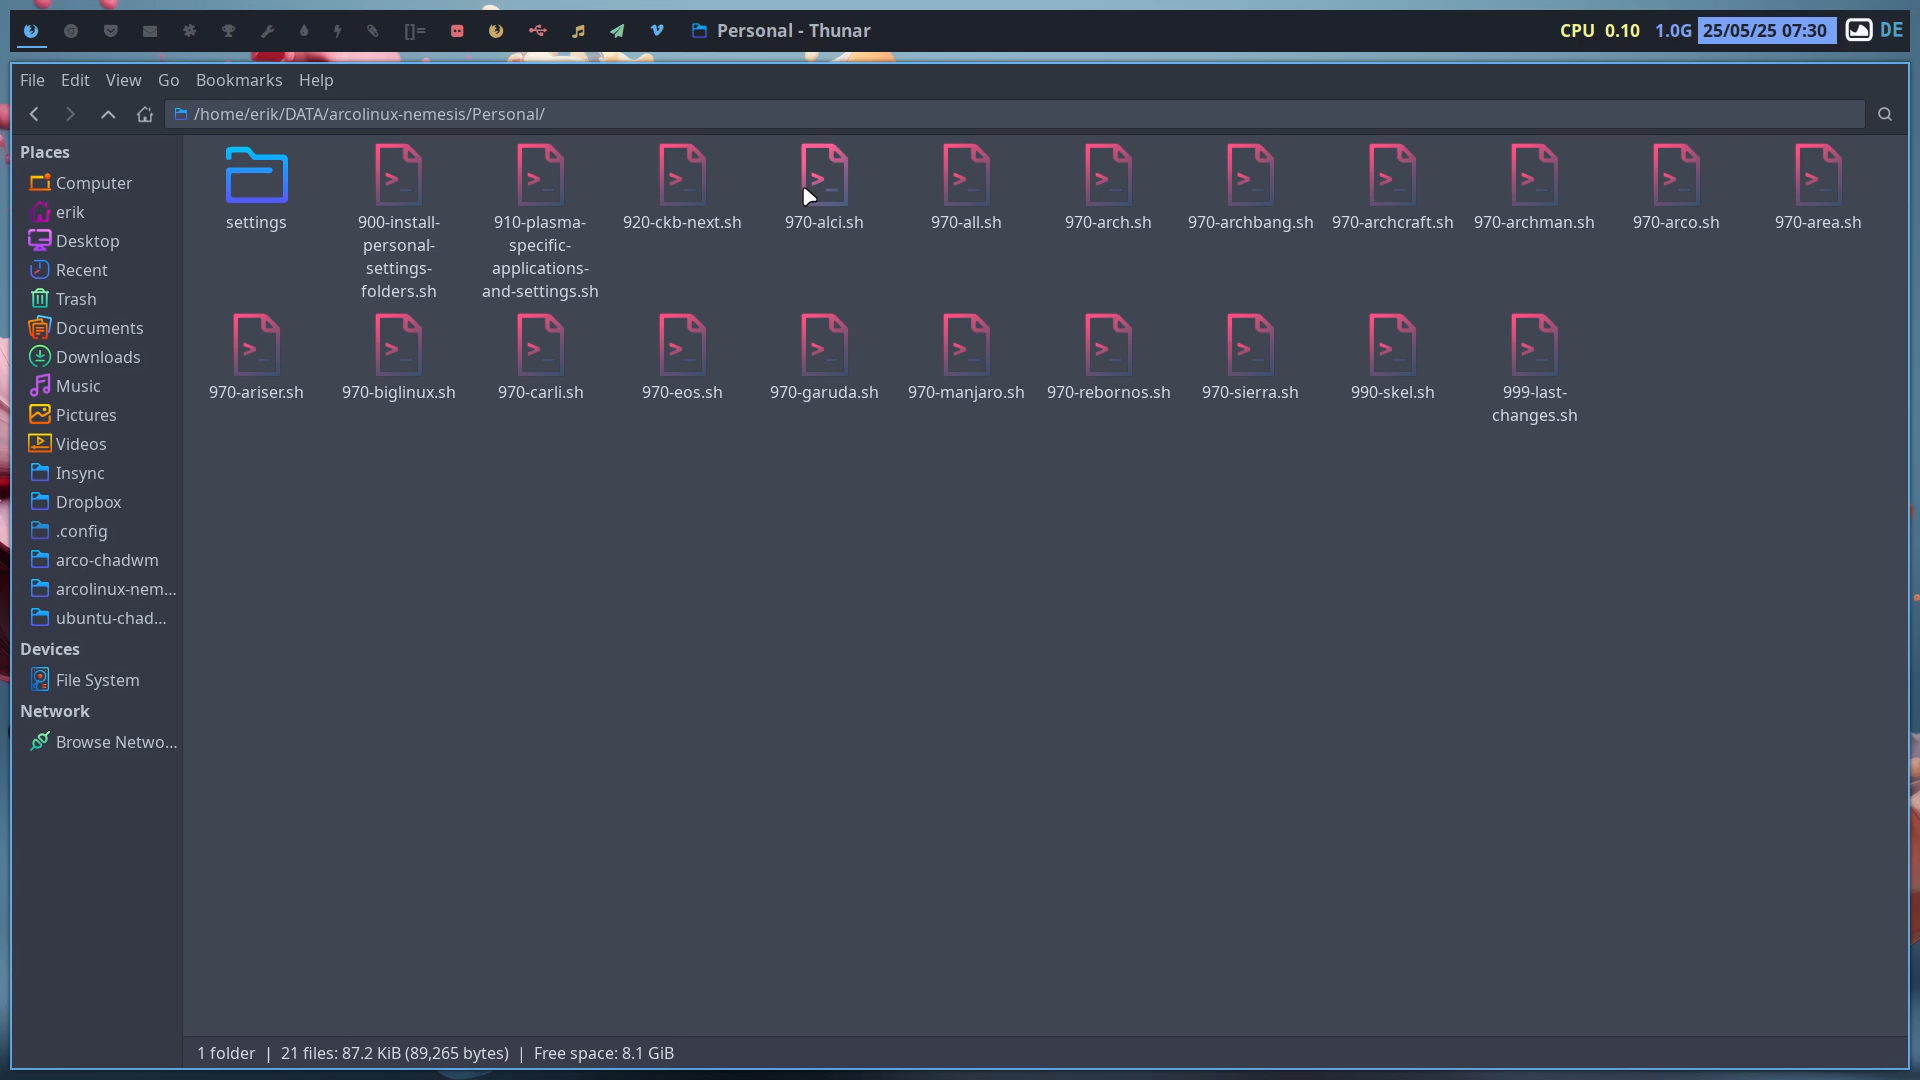 []= Personal - Thunar CPU 0.10 1.0G 25/05/25 07:30 DE
File Edit View Go Bookmarks Help
/home/erik/DATA/arcolinux-nemesis/Personal/
Places
Computer
erik
Desktop
Recent
Trash
Documents
Downloads
Music
Pictures
Videos
Insync
Dropbox
.config
arco-chadwm
arcolinux-nem...
ubuntu-chad...
Devices
File System
Network
Browse Netwo...
settings
900-install-
personal-
settings-
folders.sh
910-plasma-
specific-
applications-
and-settings.sh
920-ckb-next.sh
970-alci.sh
970-all.sh
970-arch.sh
970-archbang.sh
970-archcraft.sh
970-archman.sh
970-arco.sh
970-area.sh
970-ariser.sh
970-biglinux.sh
970-carli.sh
970-eos.sh
970-garuda.sh
970-manjaro.sh
970-rebornos.sh
970-sierra.sh
990-skel.sh
999-last-
changes.sh
1 folder | 21 files: 87.2 KiB (89,265 bytes) | Free space: 8.1 GiB